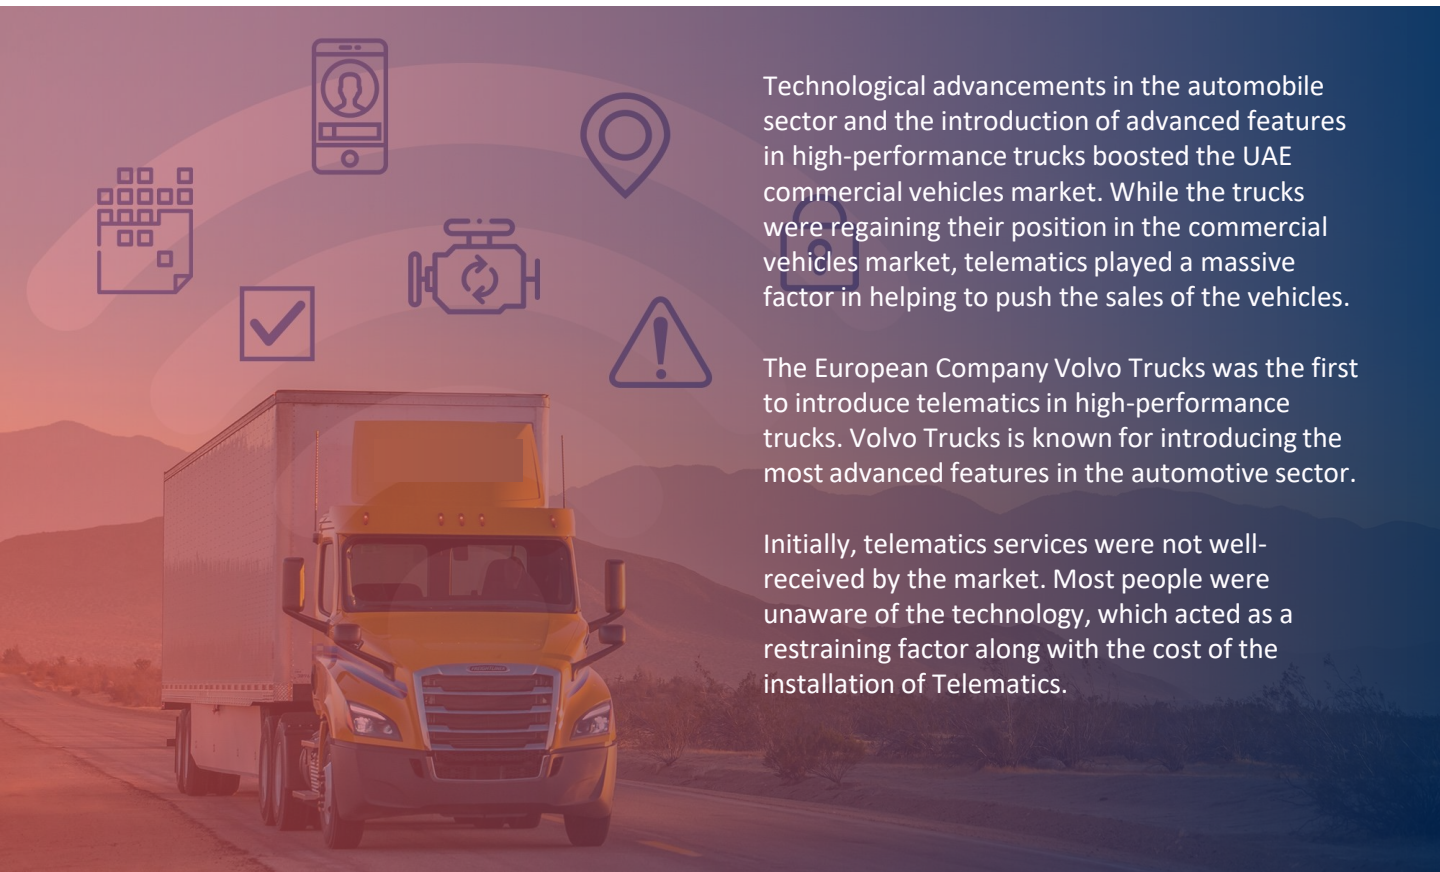 Technological advancements in the automobile
sector and the introduction of advanced features
in high-performance trucks boosted the UAE
commercial vehicles market. While the trucks
were regaining their position in the commercial
vehicles market, telematics played a massive
factor in helping to push the sales of the vehicles.
The European Company Volvo Trucks was the first
to introduce telematics in high-performance
trucks. Volvo Trucks is known for introducing the
most advanced features in the automotive sector.
Initially, telematics services were not well-
received by the market. Most people were
unaware of the technology, which acted as a
restraining factor along with the cost of the
installation of Telematics.